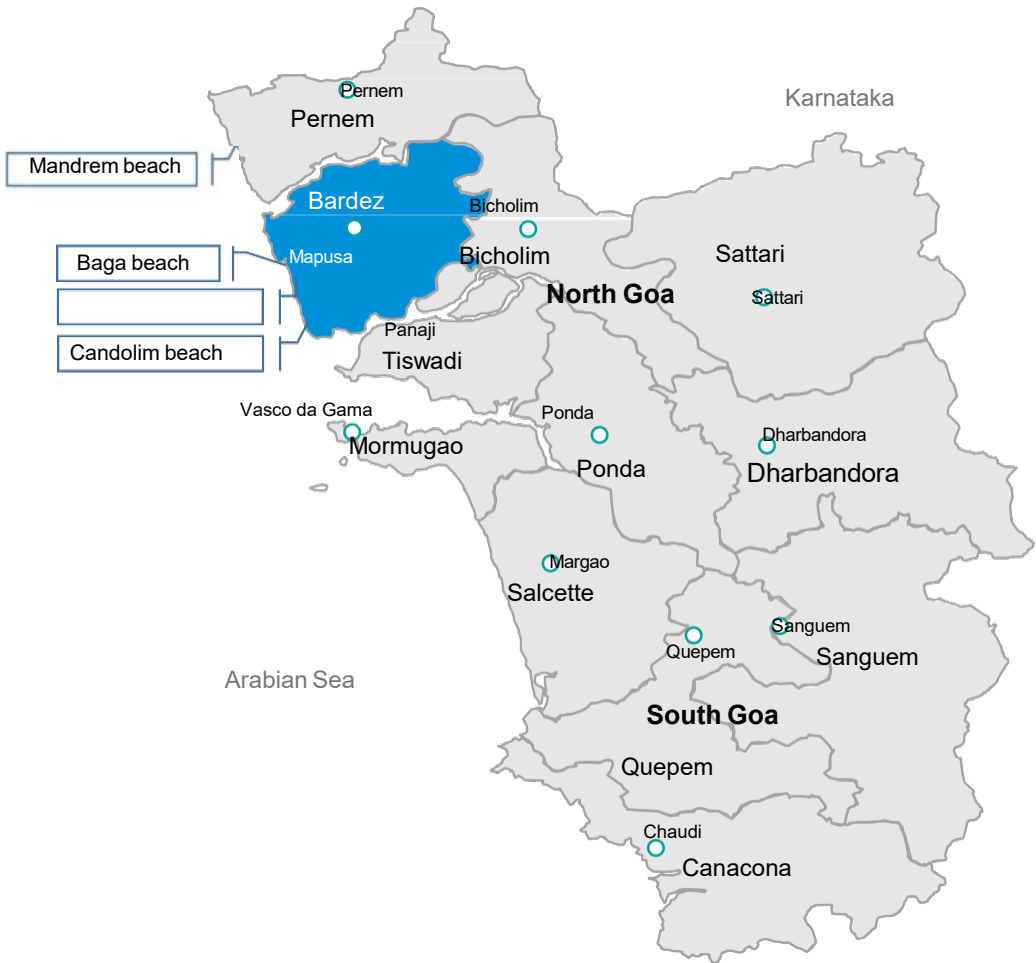 Karnataka
Pernem
Pernem
Mandrem beach
Bardez
Bicholim
Mapusa
Bicholim
Sattari
Baga beach
North Goa
Sattari
Candolim beach
Panaji
Tiswadi
Vasco da Gama
Mormugao
Ponda
Ponda
Dharbandora
Dharbandora
Margao
Salcette
Sanguem
Quepem
Sanguem
Arabian Sea
South Goa
Quepem
Chaudi
Canacona